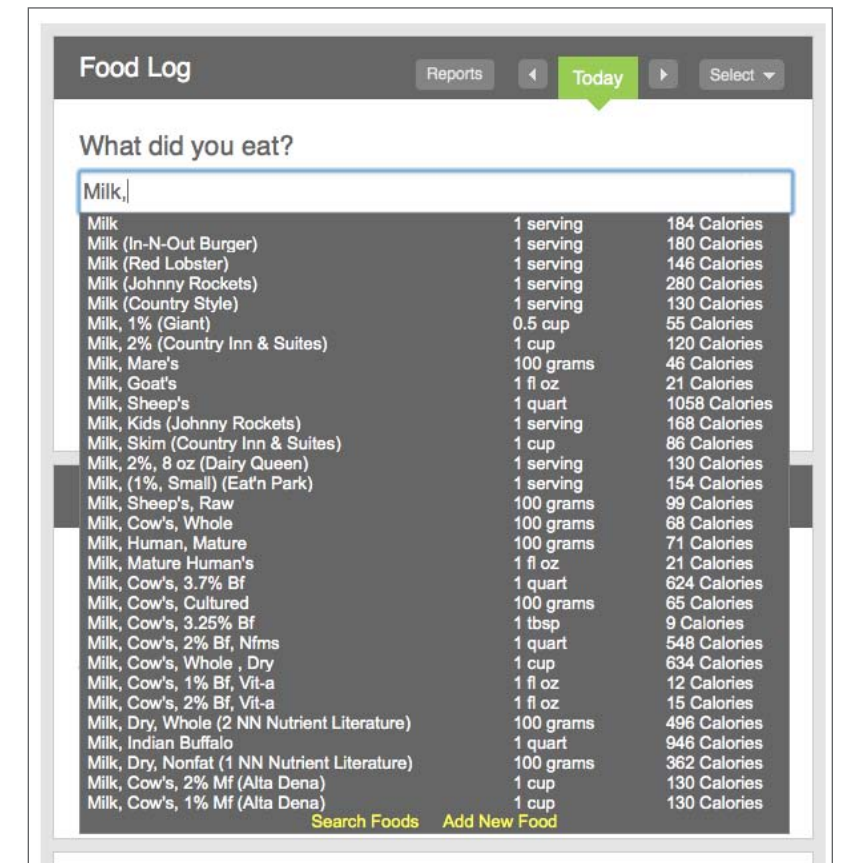 Food Log Reports Today Select
What did you eat?
Milk,
Milk 1 serving 184 Calories
Milk (In-N-Out Burger) 1 serving 180 Calories
Milk (Red Lobster) 1 serving 146 Calories
Milk (Johnny Rockets) 1 serving 280 Calories
Milk (Country Style) 1 serving 130 Calories
Milk, 1% (Giant) 0.5 cup 55 Calories
Milk, 2% (Country Inn & Suites) 1 cup 120 Calories
Milk, Mare's 100 grams 46 Calories
Milk, Goat's 1 fl oz 21 Calories
Milk, Sheep's 1 quart 1058 Calories
Milk, Kids (Johnny Rockets) 1 serving 168 Calories
Milk, Skim (Country Inn & Suites) 1 cup 86 Calories
Milk, 2%, 8 oz (Dairy Queen) 1 serving 130 Calories
Milk, (1%, Small) (Eat'n Park) 1 serving 154 Calories
Milk, Sheep's, Raw 100 grams 99 Calories
Milk, Cow's, Whole 100 grams 68 Calories
Milk, Human, Mature 100 grams 71 Calories
Milk, Mature Human's 1 fl oz 21 Calories
Milk, Cow's, 3.7% Bf 1 quart 624 Calories
Milk, Cow's, Cultured 100 grams 65 Calories
Milk, Cow's, 3.25% Bf 1 tbsp 9 Calories
Milk, Cow's, 2% Bf, Nfms 1 quart 548 Calories
Milk, Cow's, Whole , Dry 1 cup 634 Calories
Milk, Cow's, 1% Bf, Vit-a 1 fl oz 12 Calories
Milk, Cow's, 2% Bf, Vit-a 1 fl oz 15 Calories
Milk, Dry, Whole (2 NN Nutrient Literature) 100 grams 496 Calories
Milk, Indian Buffalo 1 quart 946 Calories
Milk, Dry, Nonfat (1 NN Nutrient Literature) 100 grams 362 Calories
Milk, Cow's, 2% Mf (Alta Dena) 1 cup 130 Calories
Milk, Cow's, 1% Mf (Alta Dena) 1 cup 130 Calories
Search Foods Add New Food